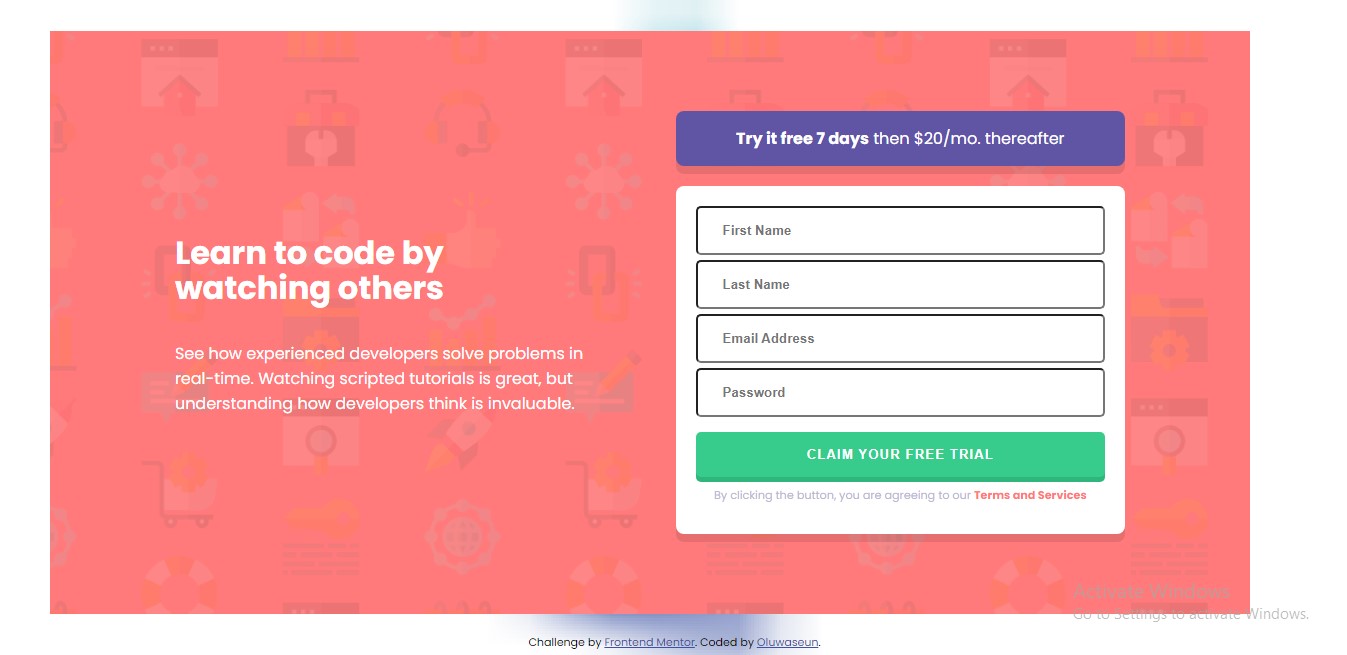 Try it free 7 days then $20/mo. thereafter
Learn to code by
watching others
See how experienced developers solve problems in
real-time. Watching scripted tutorials is great, but
understanding how developers think is invaluable.
First Name
Last Name
Email Address
Password
CLAIM YOUR FREE TRIAL
By clicking the button, you are agreeing to our Terms and Services
Activate Windows
Go to Settings to activate Windows.
Challenge by Frontend Mentor. Coded by Oluwaseun.